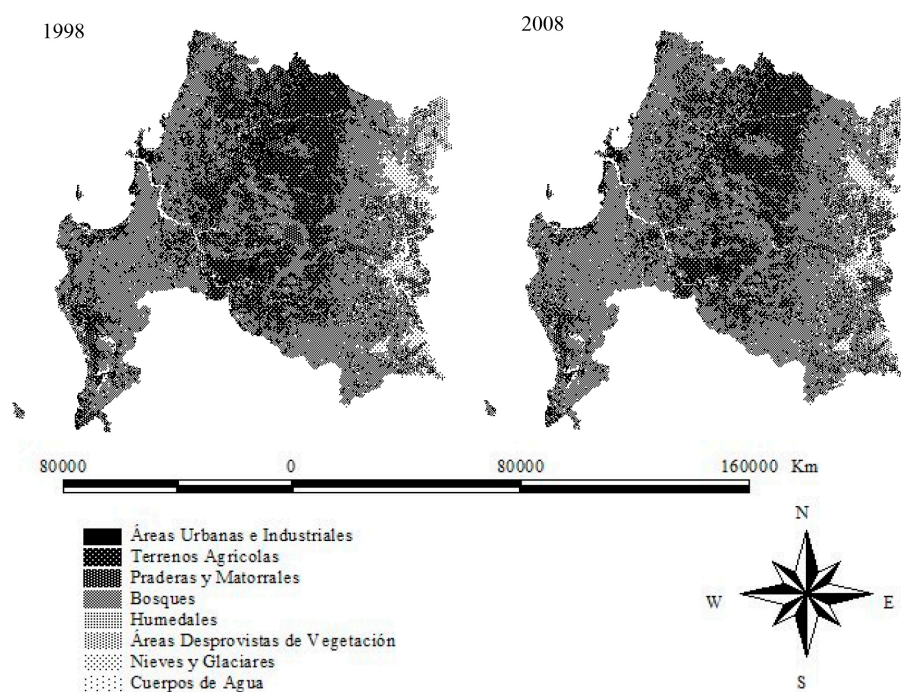 1998
2008
80000 0 80000 160000 Km
Áreas Urbanas e Industriales
Terrenos Agricolas
Praderas y Matorrales
Bosques
Humedales
Áreas Desprovistas de Vegetación
Nieves y Glaciares
Cuerpos de Agua
N
W E
S